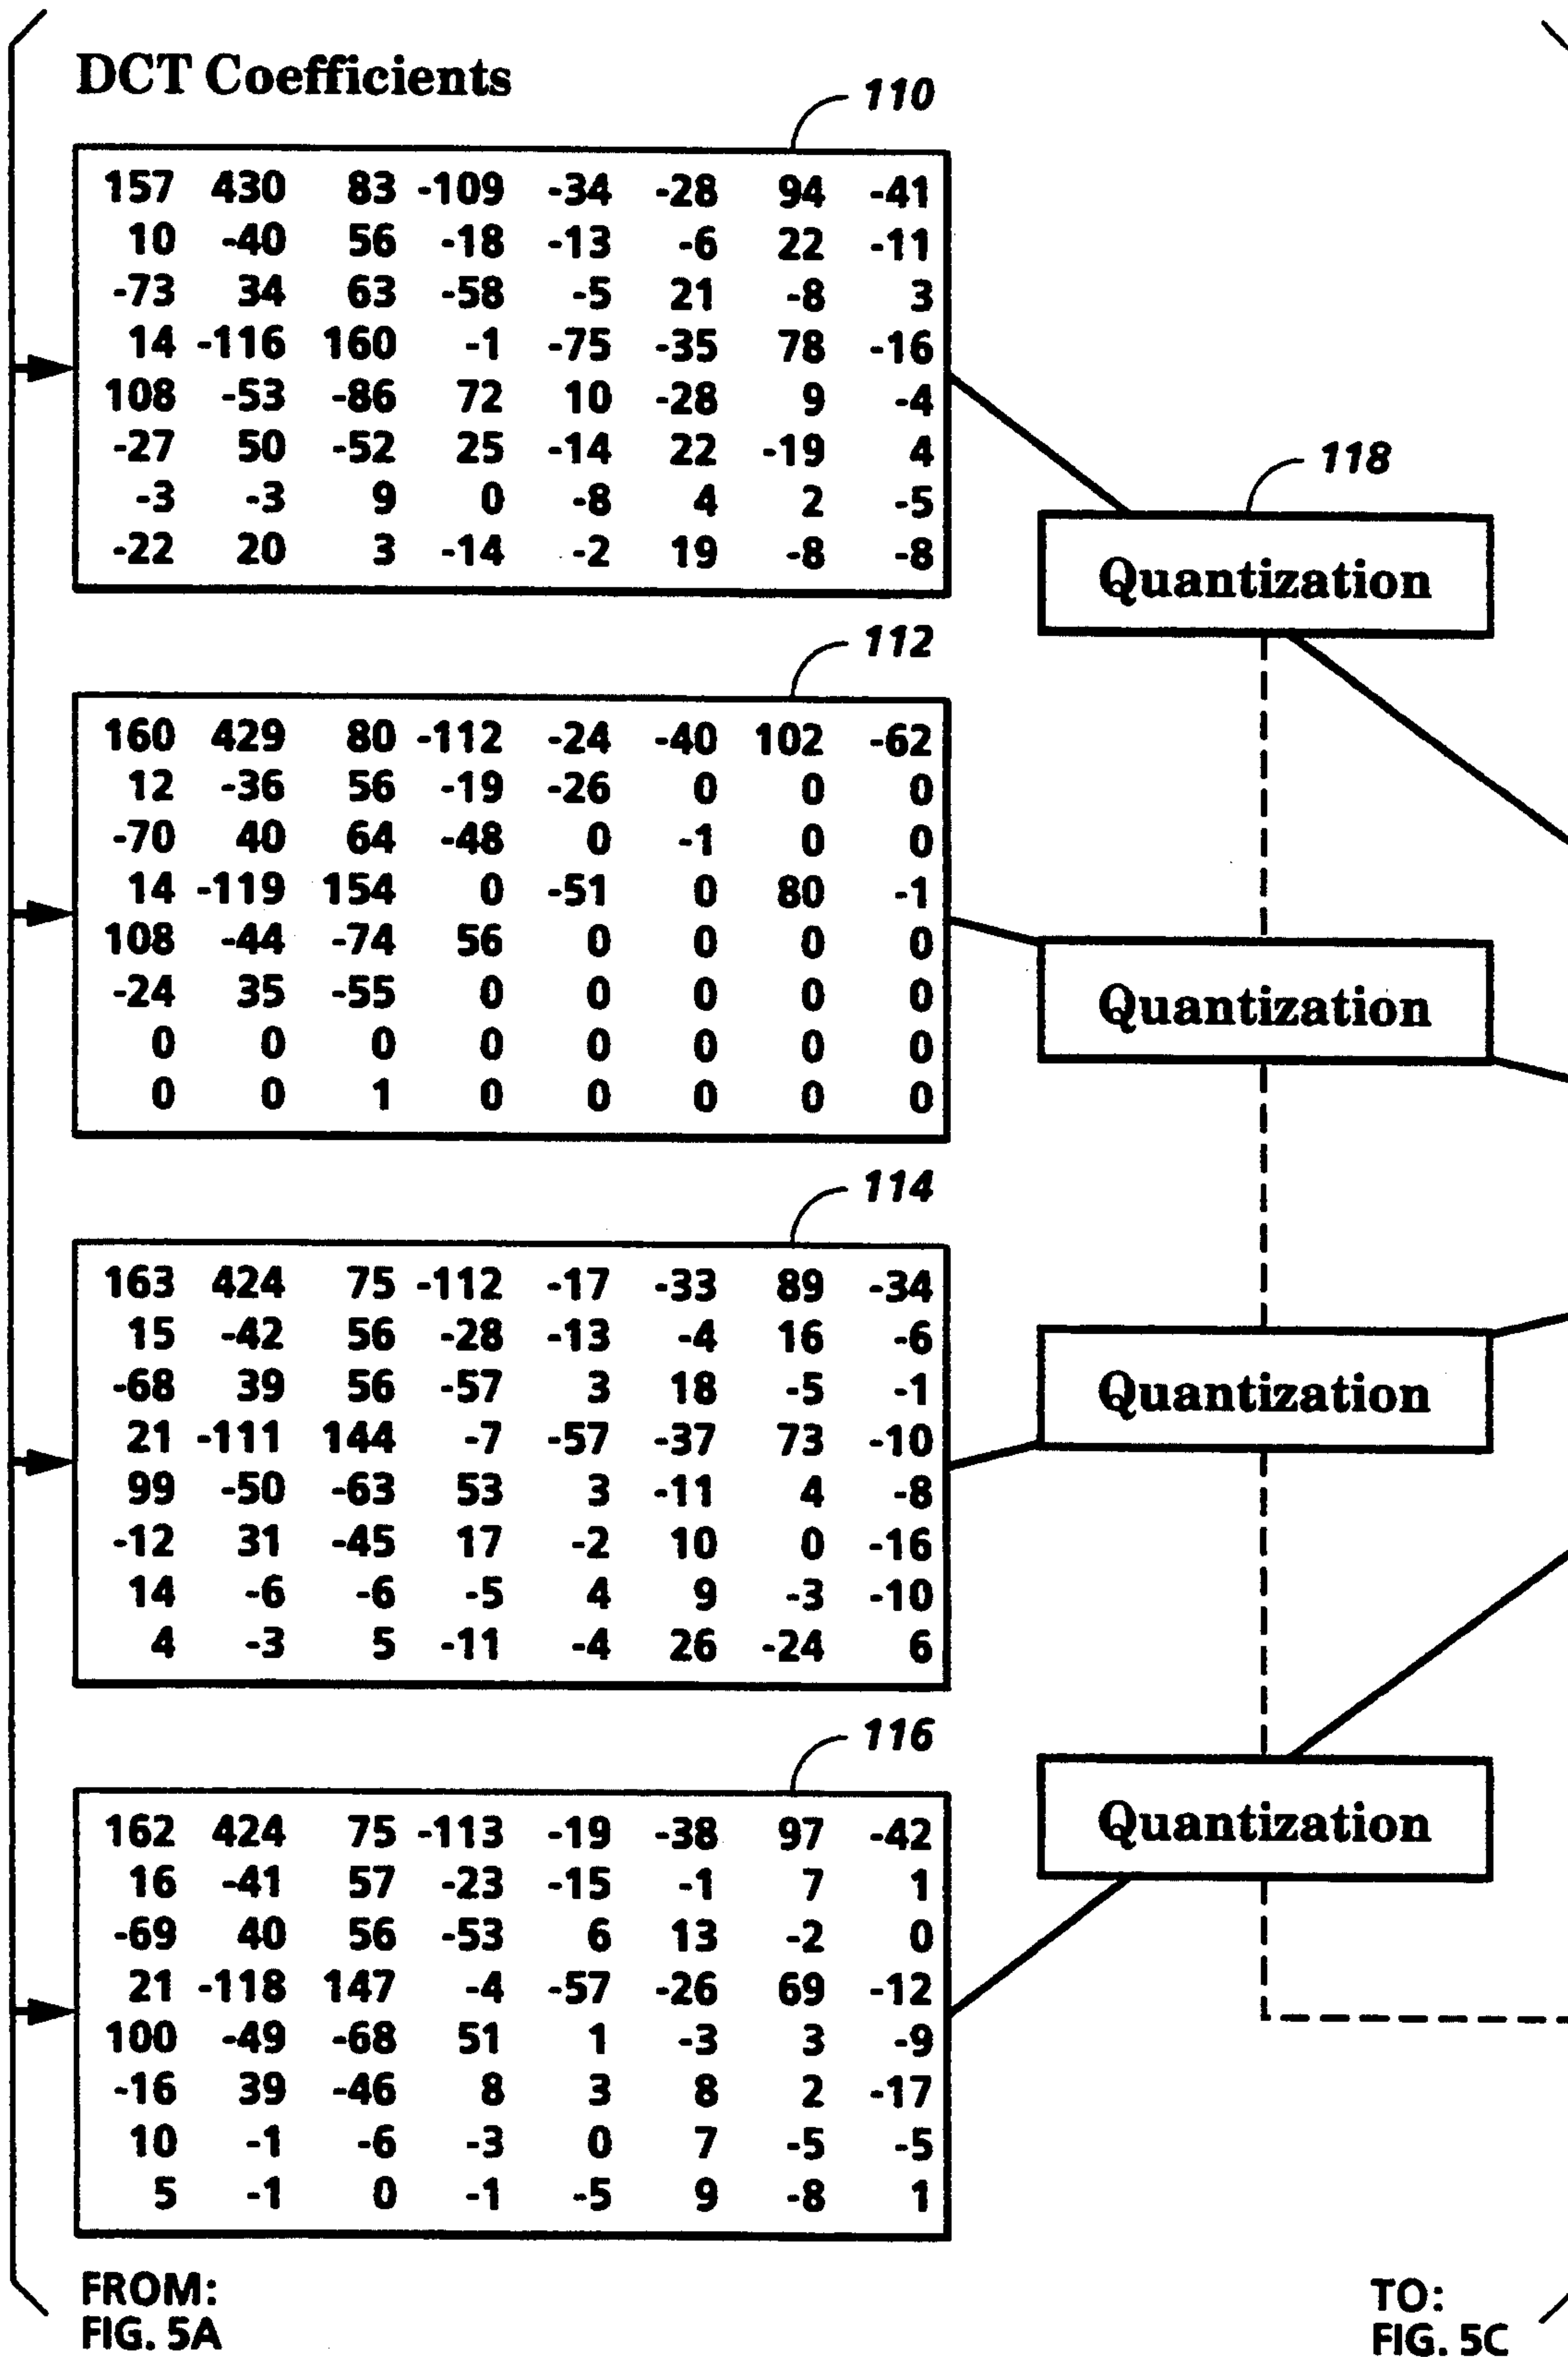 DCT Coefficients
110
157 430 83 -109 -34 -28 94 -41
10 -40 56 -18 -13 -6 22 -11
-73 34 63 -58 -5 21 -8 3
14 -116 160 -1 -75 -35 78 -16
108 -53 -86 72 10 -28 9 -4
-27 50 -52 25 -14 22 -19 4
-3 -3 9 0 -8 4 2 -5
-22 20 3 -14 -2 19 -8 -8
118
Quantization
112
160 429 80 -112 -24 -40 102 -62
12 -36 56 -19 -26 0 0 0
-70 40 64 -48 0 -1 0 0
14 -119 154 0 -51 0 80 -1
108 -44 -74 56 0 0 0 0
-24 35 -55 0 0 0 0 0
0 0 0 0 0 0 0 0
0 0 1 0 0 0 0 0
Quantization
114
163 424 75 -112 -17 -33 89 -34
15 -42 56 -28 -13 -4 16 -6
-68 39 56 -57 3 18 -5 -1
21 -111 144 -7 -57 -37 73 -10
99 -50 -63 53 3 -11 4 -8
-12 31 -45 17 -2 10 0 -16
14 -6 -6 -5 4 9 -3 -10
4 -3 5 -11 -4 26 -24 6
Quantization
116
162 424 75 -113 -19 -38 97 -42
16 -41 57 -23 -15 -1 7 1
-69 40 56 -53 6 13 -2 0
21 -118 147 -4 -57 -26 69 -12
100 -49 -68 51 1 -3 3 -9
-16 39 -46 8 3 8 2 -17
10 -1 -6 -3 0 7 -5 -5
5 -1 0 -1 -5 9 -8 1
Quantization
FROM:
FIG. 5A
TO:
FIG. 5C